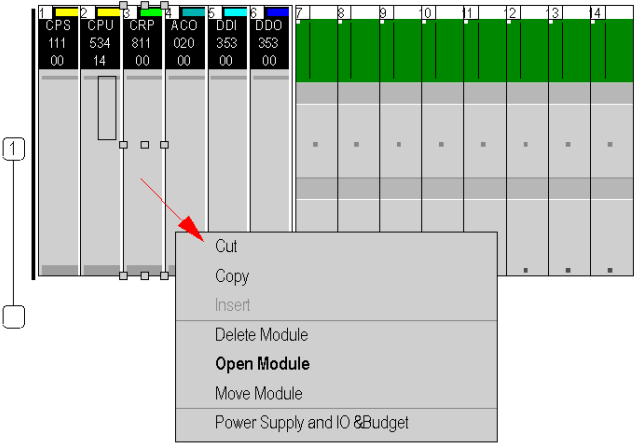 1 2 3 4 5 6 7 8 9 10 11 12 13 14
CPS CPU CRP ACO DDI DDO
111 534 811 020 353 353
00 14 00 00 00 00
1
Cut
Copy
Insert
Delete Module
Open Module
Move Module
Power Supply and IO &Budget